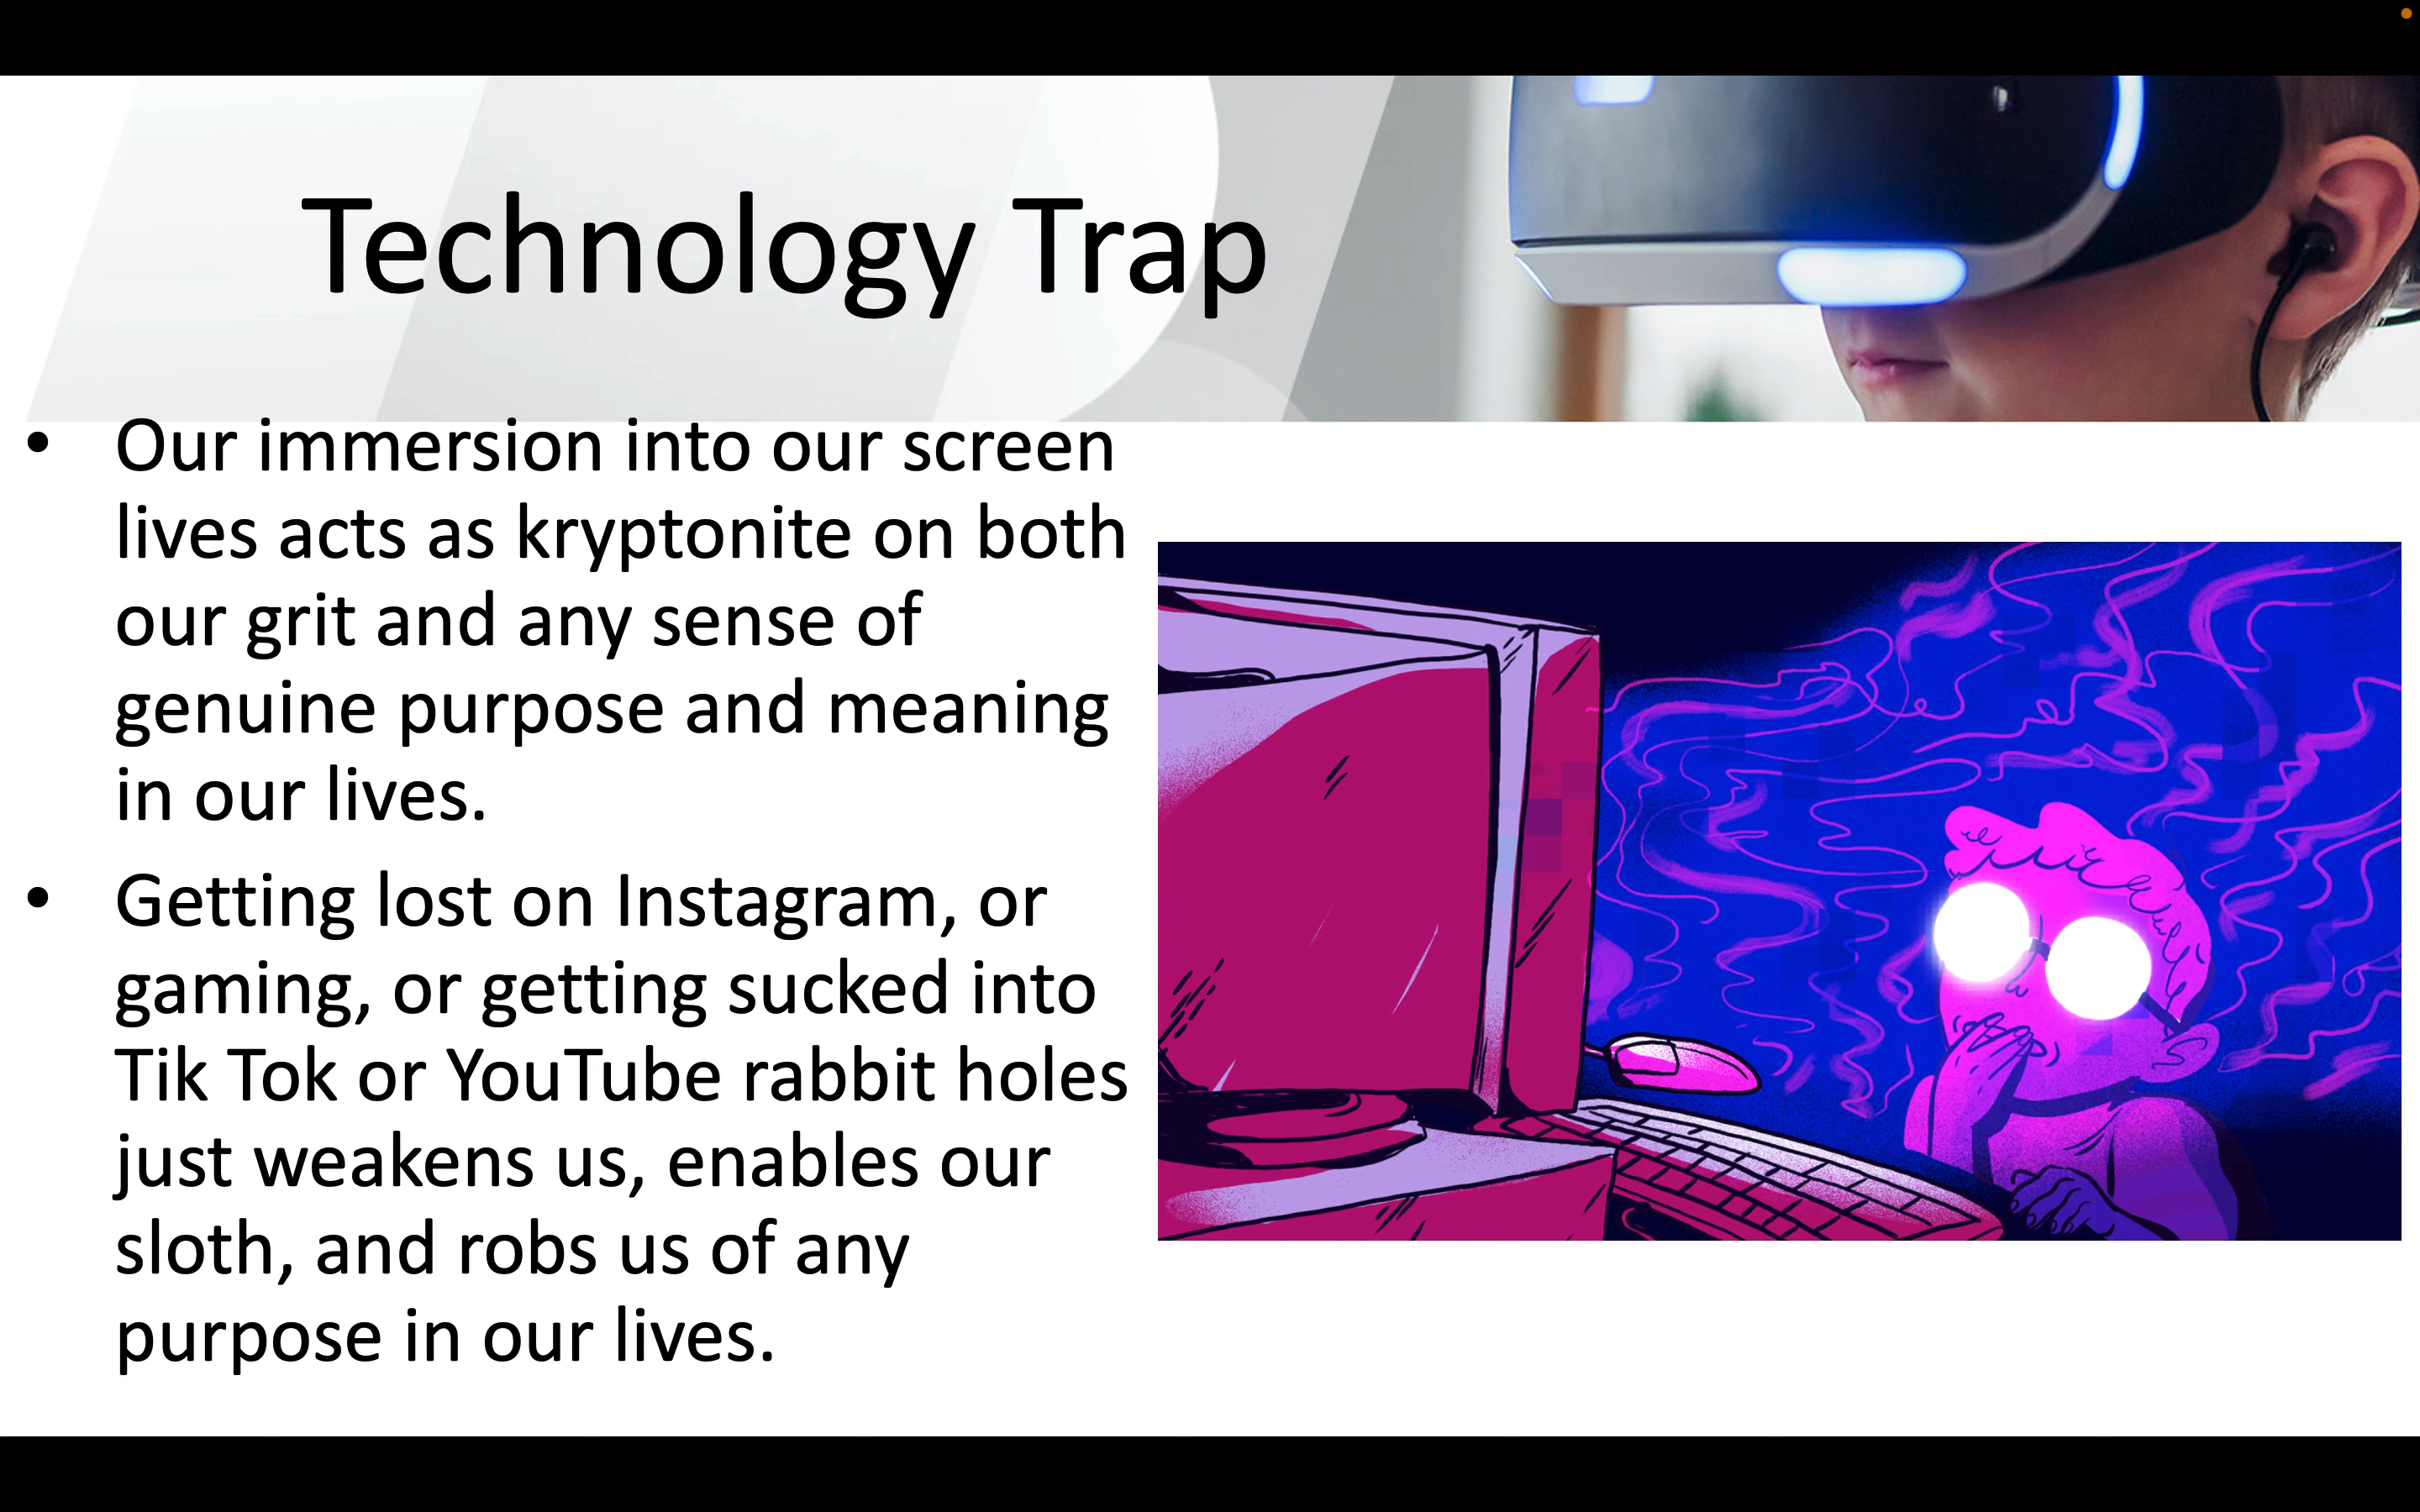 Technology Trap
• Our immersion into our screen
lives acts as kryptonite on both
our grit and any sense of
genuine purpose and meaning
in our lives.
• Getting lost on Instagram, or
gaming, or getting sucked into
Tik Tok or YouTube rabbit holes
just weakens us, enables our
sloth, and robs us of any
purpose in our lives.